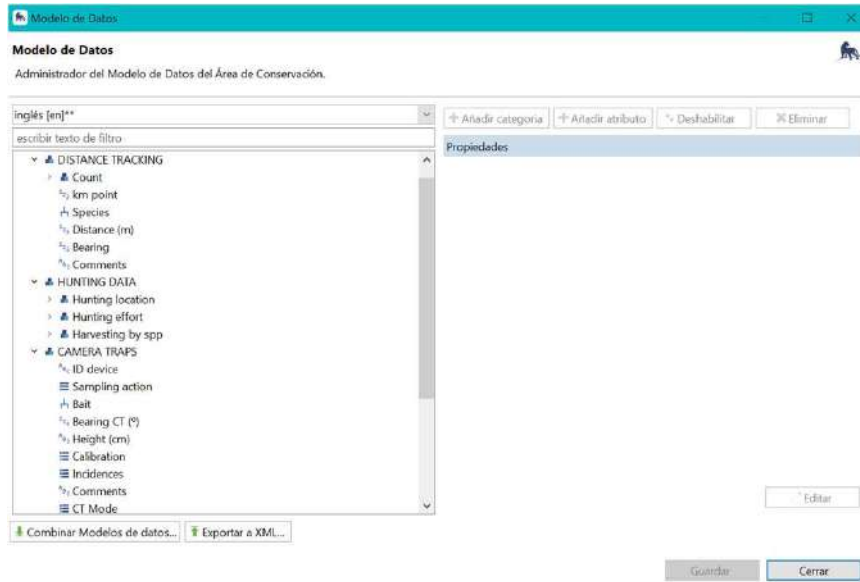 Modelo de Datos
Modelo de Datos
Administrador del Modelo de Datos del Área de Conservación.
inglés [en]**
Añadir categoria
Añadir atributo
Deshabilitar
Eliminar
escribir texto de filtro
Propiedades
DISTANCE TRACKING
Count
km point
Species
Distance (m)
Bearing
Comments
HUNTING DATA
Hunting location
Hunting effort
Harvesting by spp
CAMERA TRAPS
ID device
Sampling action
Bait
Bearing CT (º)
Height (cm)
Calibration
Incidences
Comments
CT Mode
Editar
Combinar Modelos de datos...
Exportar a XML...
Guardar
Cerrar